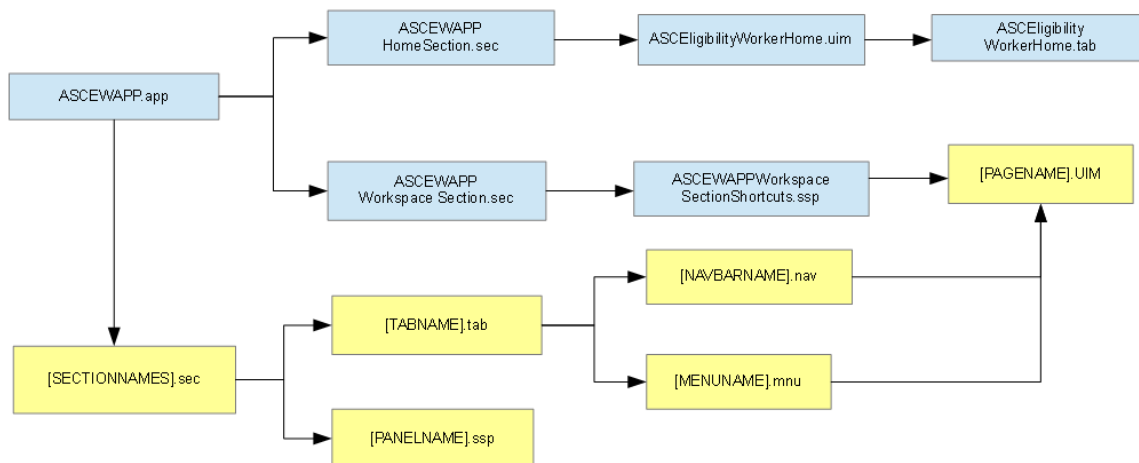 ASCEWAPP
HomeSection.sec
ASCEligibilityWorkerHome.uim
ASCEligibility
WorkerHome.tab
ASCEWAPP.app
ASCEWAPP
Workspace Section.sec
ASCEWAPPWorkspace
SectionShortcuts.ssp
[PAGENAME].UIM
[NAVBARNAME].nav
[TABNAME].tab
[SECTIONNAMES].sec
[MENUNAME].mnu
[PANELNAME].ssp